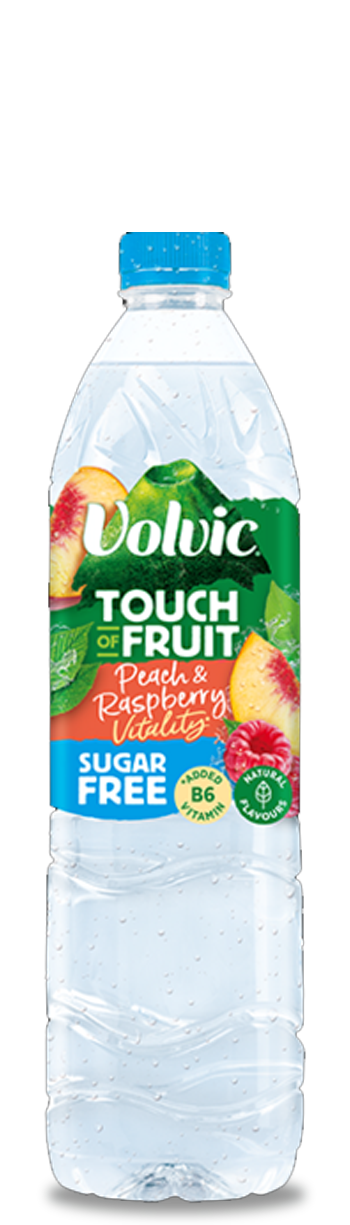 Volvic
TOUCH
OF FRUIT
Peach &
Raspberry
Vitality*
SUGAR
FREE
*ADDED
B6
VITAMIN
NATURAL
FLAVOURS